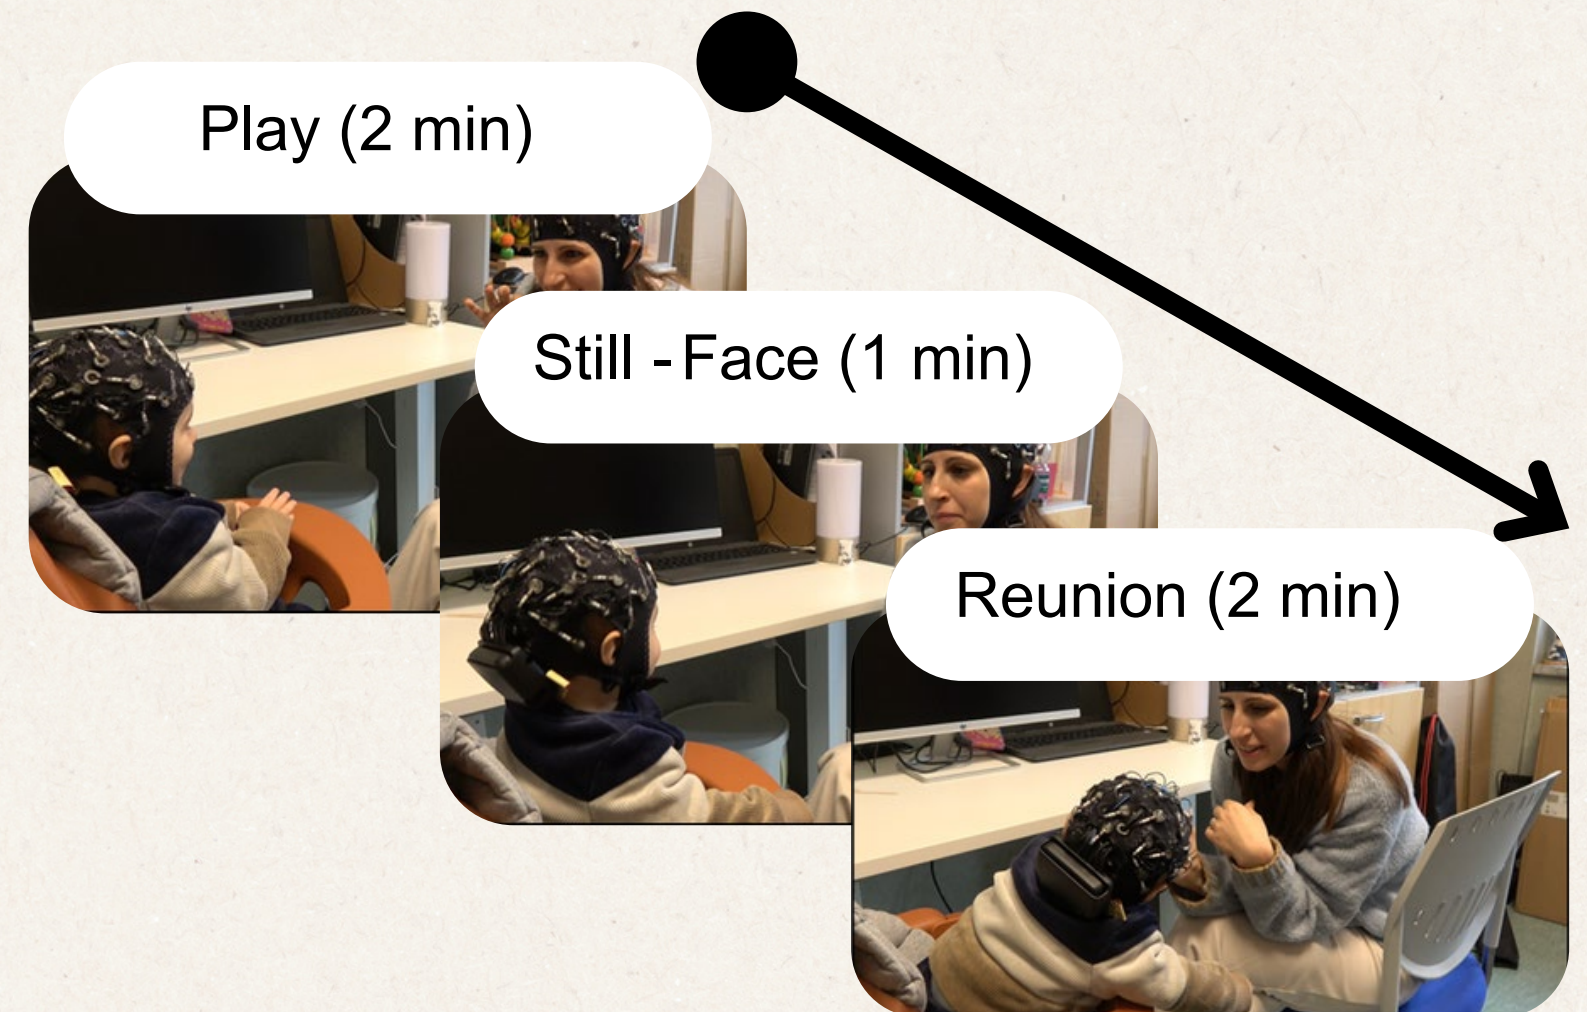 Play (2 min)
Still - Face (1 min)
Reunion (2 min)